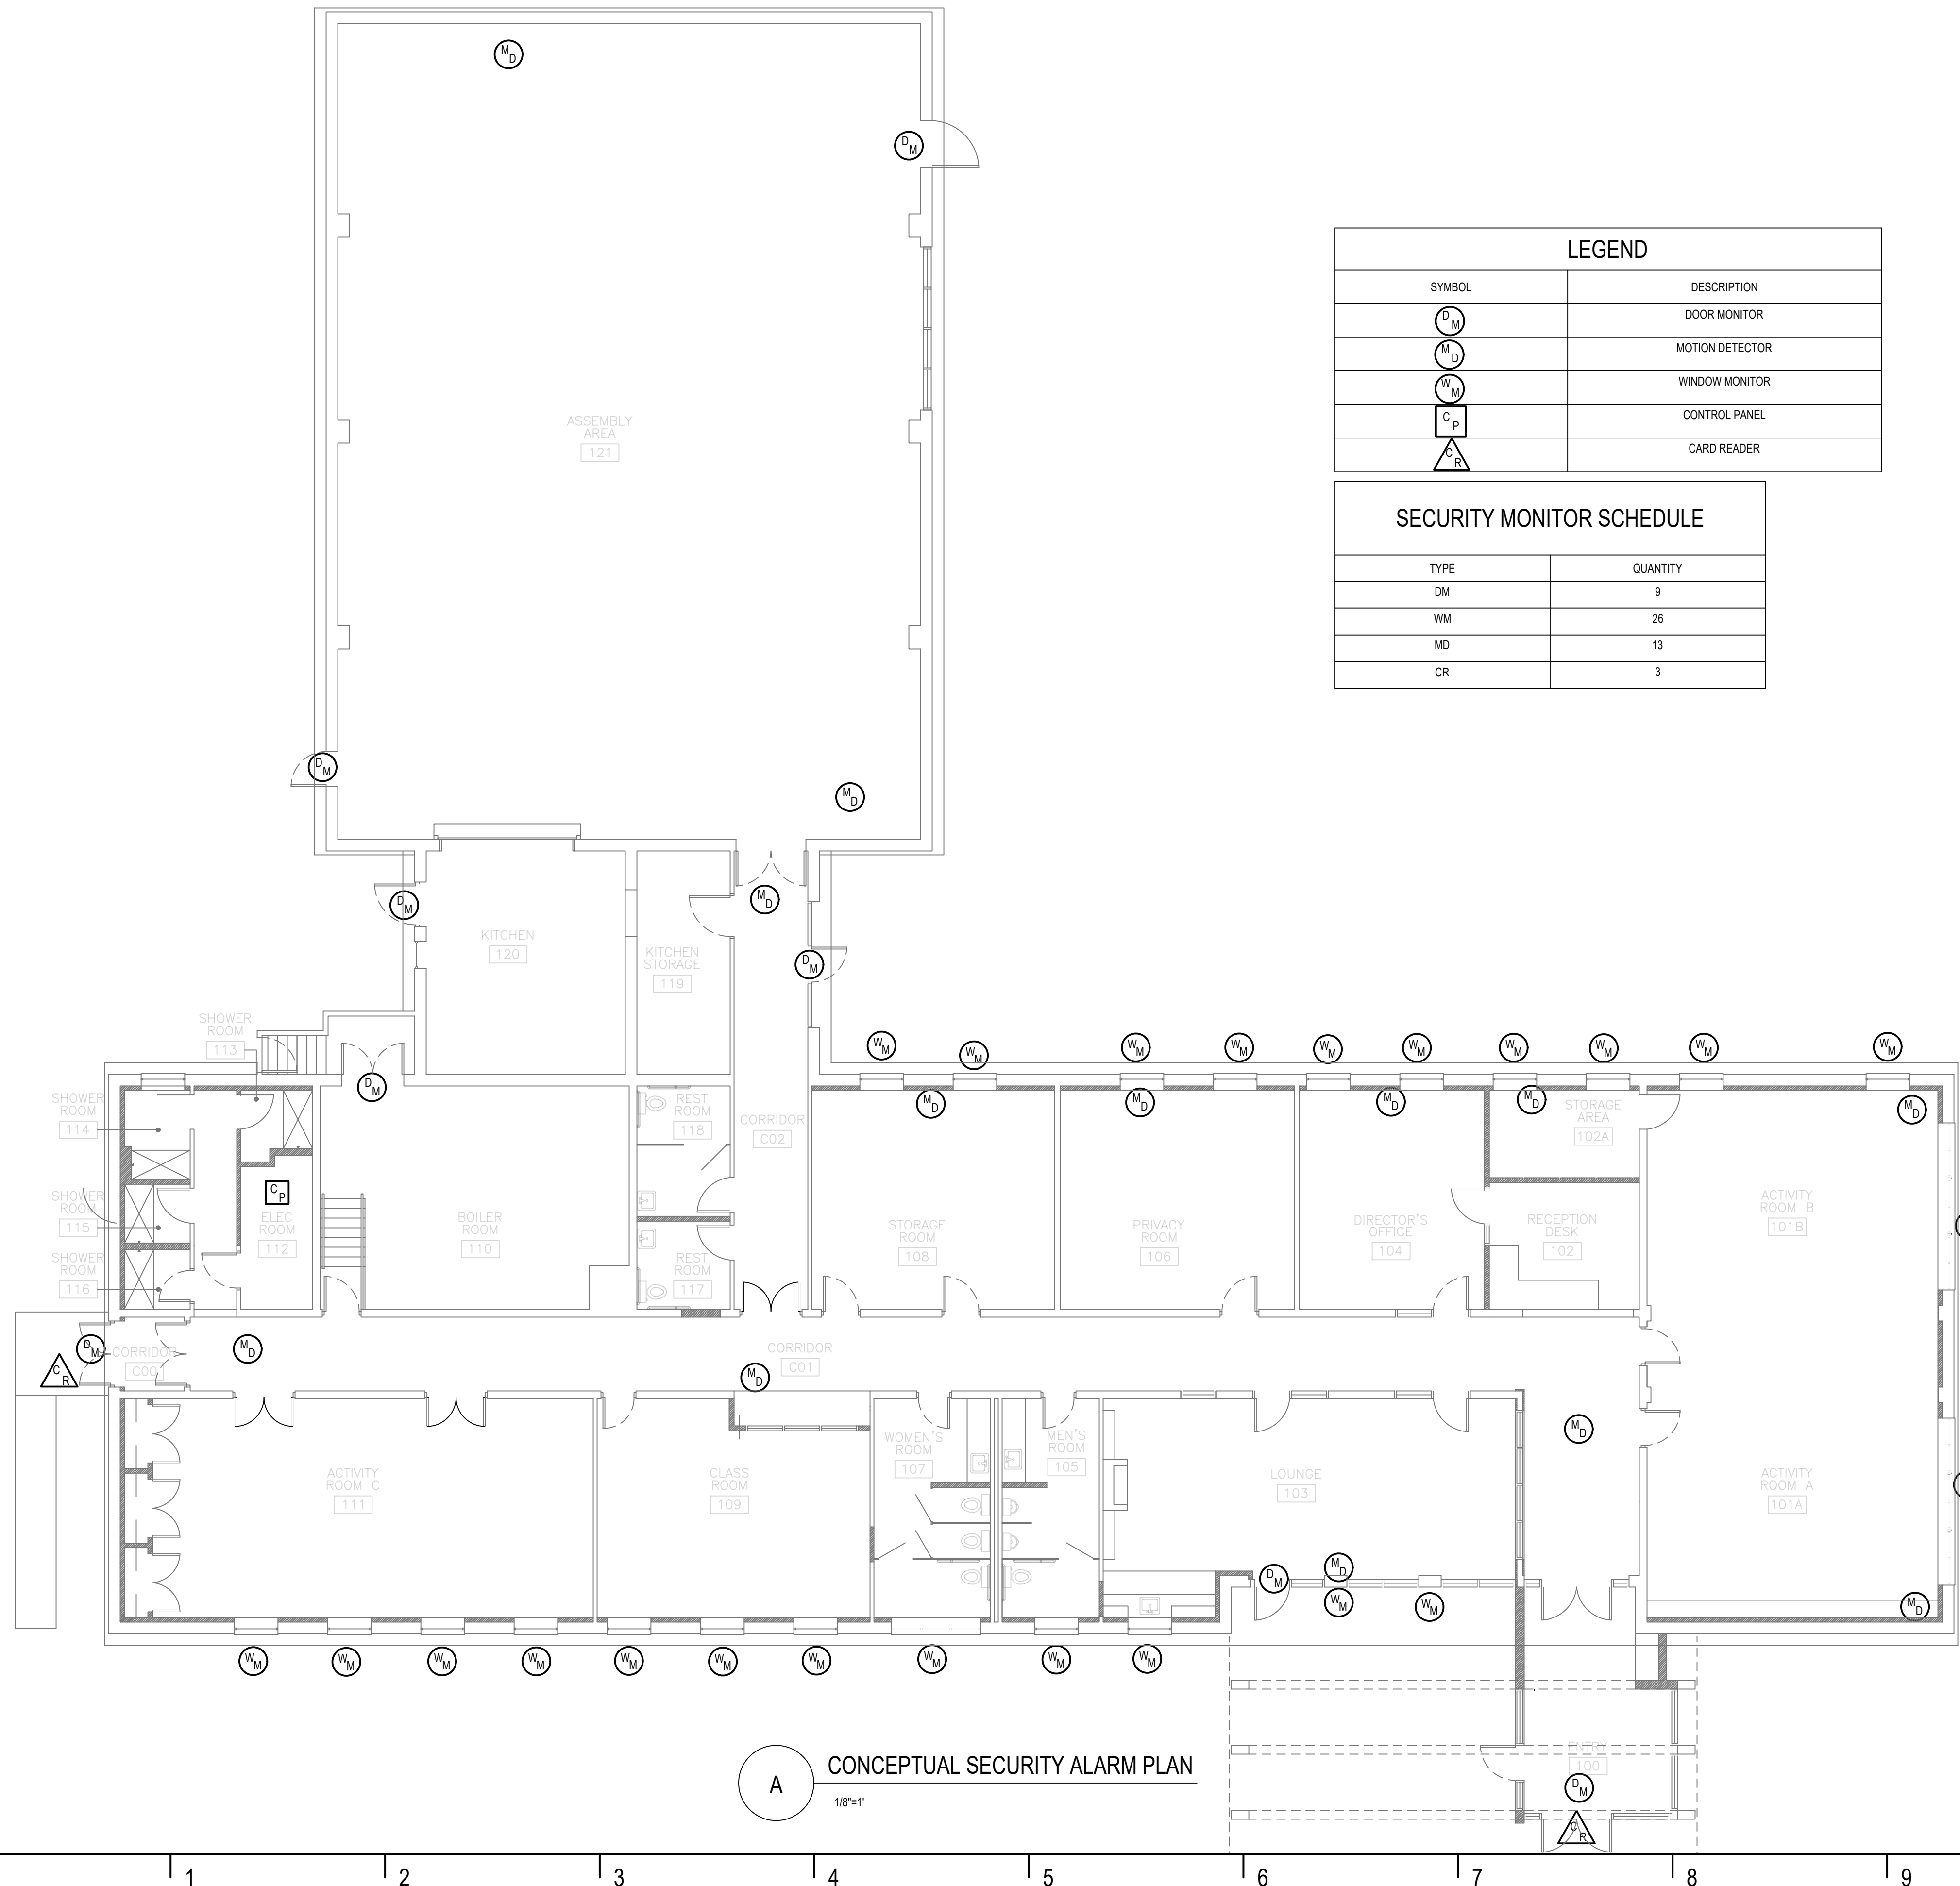 M
D
D
M
LEGEND
SYMBOL DESCRIPTION
D
M
DOOR MONITOR
M
D
MOTION DETECTOR
W
M
WINDOW MONITOR
C
P
CONTROL PANEL
C
R
CARD READER
SECURITY MONITOR SCHEDULE
TYPE QUANTITY
DM 9
WM 26
MD 13
CR 3
ASSEMBLY
AREA
121
D
M
M
D
D
M
M
D
KITCHEN
120
KITCHEN
STORAGE
119
D
M
SHOWER
ROOM
113
W
M
W
M
W
M
W
M
W
M
W
M
W
M
W
M
W
M
W
M
D
M
SHOWER
ROOM
114
REST
ROOM
118
CORRIDOR
C02
M
D
M
D
M
D
M
D
M
D
STORAGE
AREA
102A
C
P
ELEC
ROOM
112
SHOWER
ROOM
115
SHOWER
ROOM
116
BOILER
ROOM
110
REST
ROOM
117
STORAGE
ROOM
108
PRIVACY
ROOM
106
DIRECTOR'S
OFFICE
104
RECEPTION
DESK
102
ACTIVITY
ROOM B
101B
D
M
C
R
CORRIDOR
C00
M
D
CORRIDOR
C01
M
D
M
D
ACTIVITY
ROOM C
111
CLASS
ROOM
109
WOMEN'S
ROOM
107
MEN'S
ROOM
105
LOUNGE
103
ACTIVITY
ROOM A
101A
D
M
M
D
W
M
W
M
M
D
W
M
W
M
W
M
W
M
W
M
W
M
W
M
W
M
W
M
W
M
A
CONCEPTUAL SECURITY ALARM PLAN
1/8"=1'
ENTRY
100
D
M
C
R
1 2 3 4 5 6 7 8 9